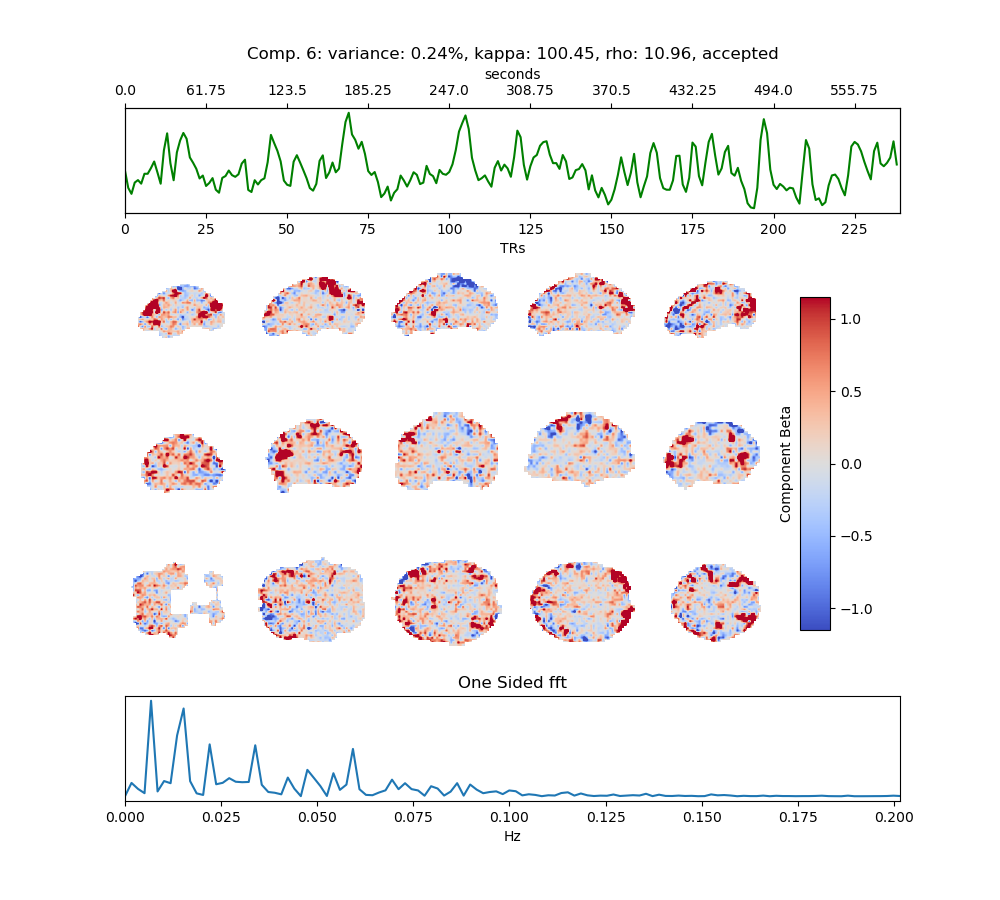 Comp. 6: variance: 0.24%, kappa: 100.45, rho: 10.96, accepted
seconds
0.0 61.75 123.5 185.25 247.0 308.75 370.5 432.25 494.0 555.75
0 25 50 75 100 125 150 175 200 225
TRs
Component Beta
1.0
0.5
0.0
−0.5
−1.0
One Sided fft
0.000 0.025 0.050 0.075 0.100 0.125 0.150 0.175 0.200
Hz